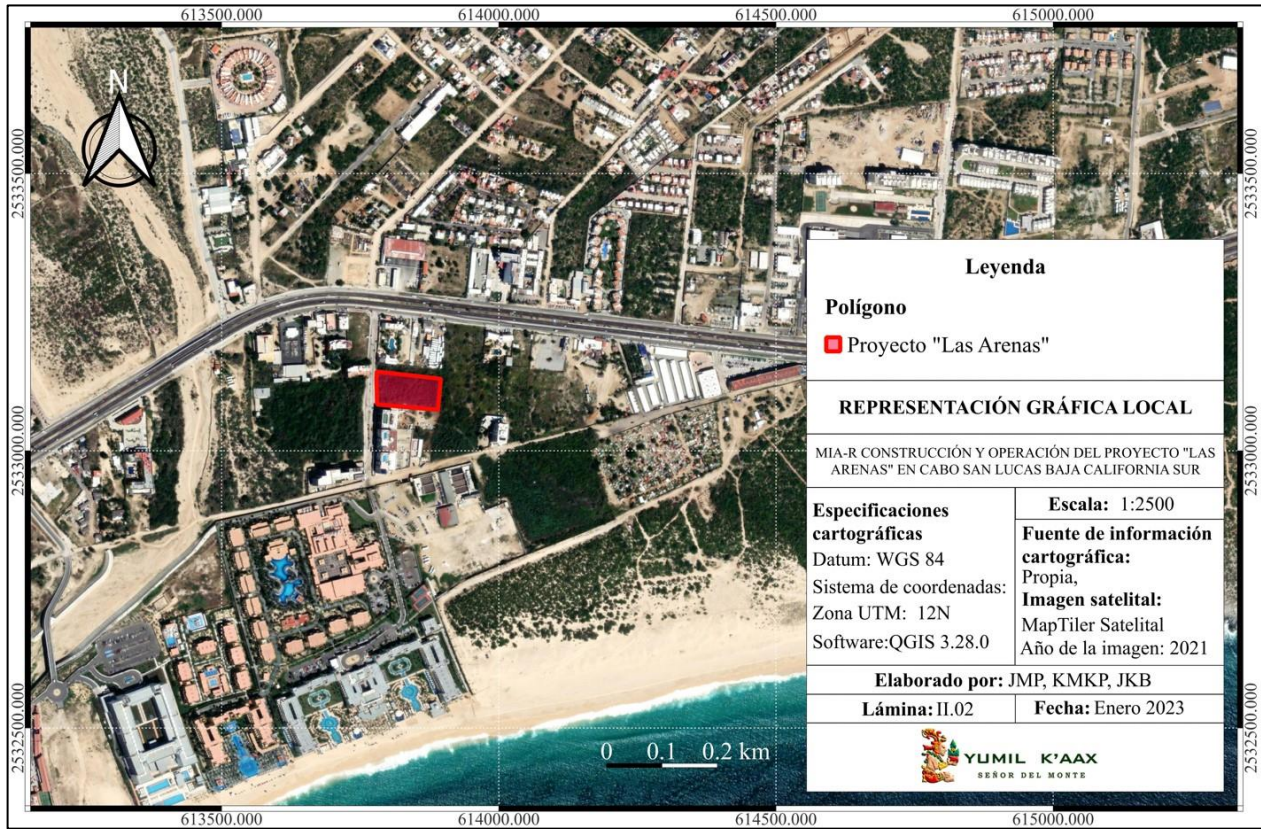 613500.000 614000.000 614500.000 615000.000
N
2533500.000 2533500.000
2533000.000 2533000.000
2532500.000 2532500.000
Leyenda
Polígono
Proyecto "Las Arenas"
REPRESENTACIÓN GRÁFICA LOCAL
MIA-R CONSTRUCCIÓN Y OPERACIÓN DEL PROYECTO "LAS
ARENAS" EN CABO SAN LUCAS BAJA CALIFORNIA SUR
Especificaciones
cartográficas
Datum: WGS 84
Sistema de coordenadas:
Zona UTM: 12N
Software:QGIS 3.28.0
Escala: 1:2500
Fuente de información
cartográfica:
Propia,
Imagen satelital:
MapTiler Satelital
Año de la imagen: 2021
Elaborado por: JMP, KMKP, JKB
Lámina: II.02
Fecha: Enero 2023
YUMIL K'AAX
SEÑOR DEL MONTE
0 0.1 0.2 km
613500.000 614000.000 614500.000 615000.000